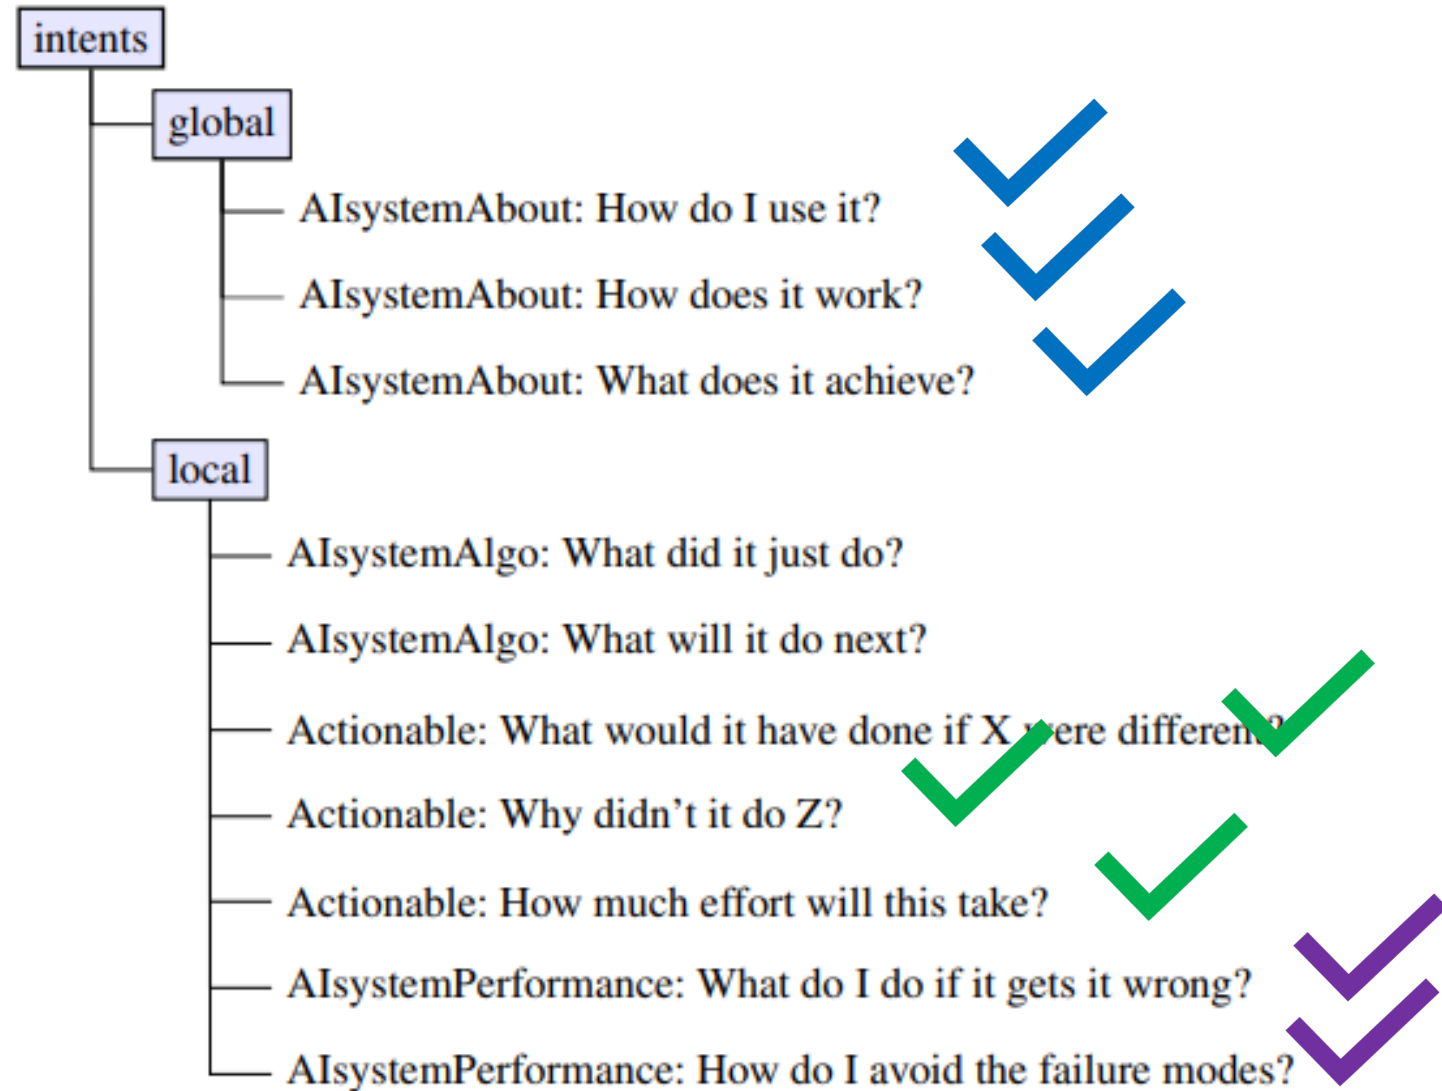 intents
global
AIsystemAbout: How do I use it?
AIsystemAbout: How does it work?
AIsystemAbout: What does it achieve?
local
AIsystemAlgo: What did it just do?
AIsystemAlgo: What will it do next?
Actionable: What would it have done if X were different?
Actionable: Why didn't it do Z?
Actionable: How much effort will this take?
AIsystemPerformance: What do I do if it gets it wrong?
AIsystemPerformance: How do I avoid the failure modes?